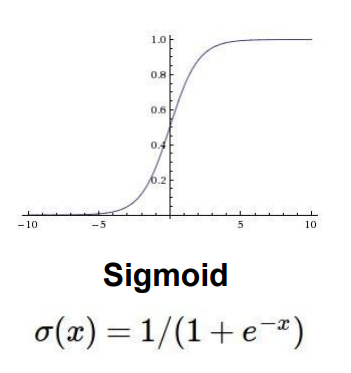 1.0
0.8
0.6
0.4
0.2
−10 −5 5 10
Sigmoid
σ(x) = 1/(1 + e⁻ˣ)